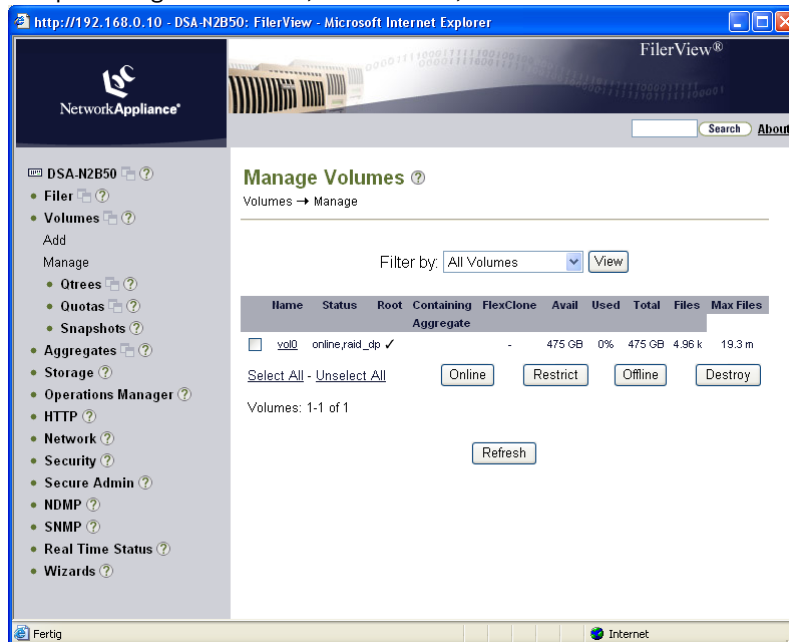 http://192.168.0.10 - DSA-N2B50: FilerView - Microsoft Internet Explorer
FilerView®
NetworkAppliance®
Search About
DSA-N2B50
Filer
Volumes
Add
Manage
Qtrees
Quotas
Snapshots
Aggregates
Storage
Operations Manager
HTTP
Network
Security
Secure Admin
NDMP
SNMP
Real Time Status
Wizards
Manage Volumes
Volumes → Manage
Filter by: All Volumes View
Name Status Root Containing Aggregate FlexClone Avail Used Total Files Max Files
vol0 online,raid_dp ✓ - 475 GB 0% 475 GB 4.96 k 19.3 m
Select All - Unselect All Online Restrict Offline Destroy
Volumes: 1-1 of 1
Refresh
Fertig Internet